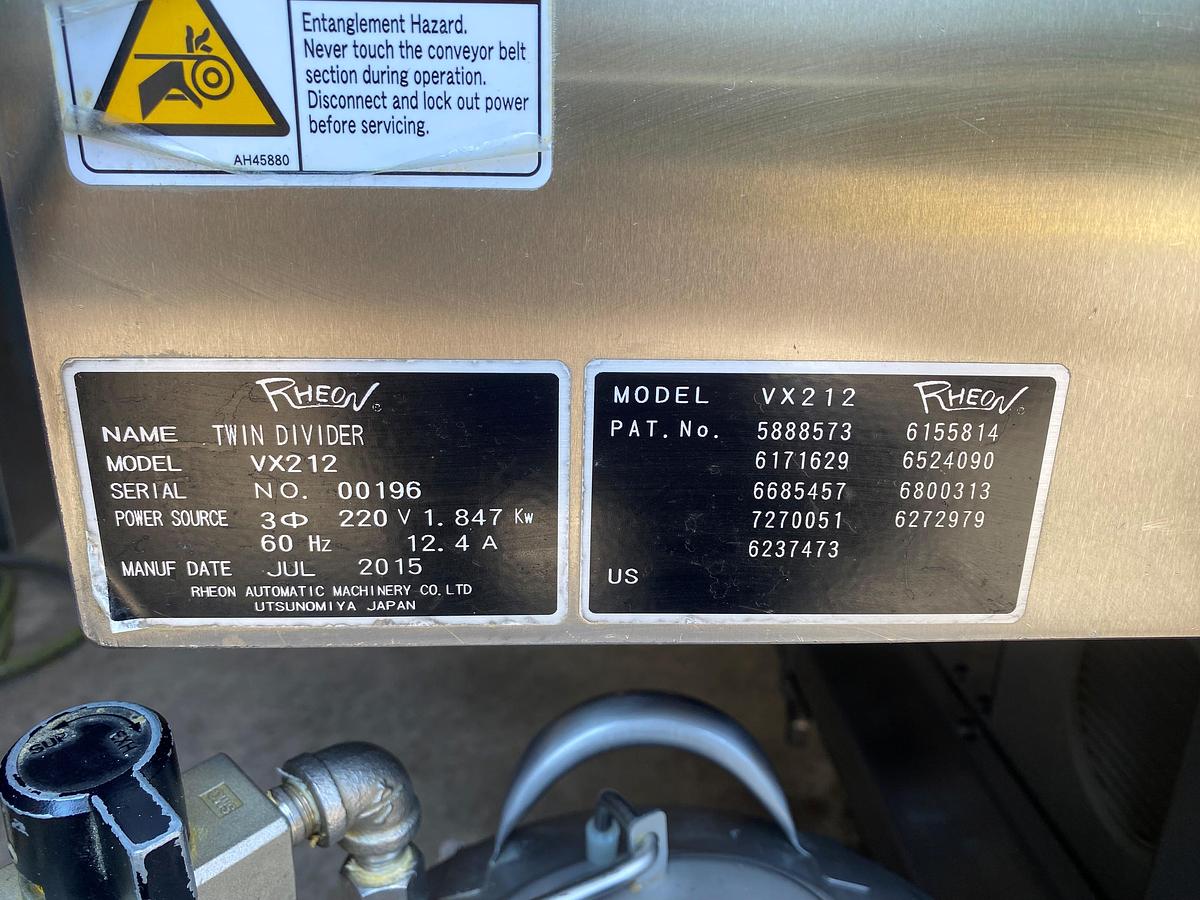 Entanglement Hazard.
Never touch the conveyor belt
section during operation.
Disconnect and lock out power
before servicing.
AH45880
RHEON
NAME TWIN DIVIDER
MODEL VX212
SERIAL NO. 00196
POWER SOURCE 3Φ 220 V 1.847 Kw
60 Hz 12.4 A
MANUF DATE JUL 2015
RHEON AUTOMATIC MACHINERY CO. LTD
UTSUNOMIYA JAPAN
MODEL VX212 RHEON
PAT. No. 5888573 6155814
6171629 6524090
6685457 6800313
7270051 6272979
6237473
US
SUP